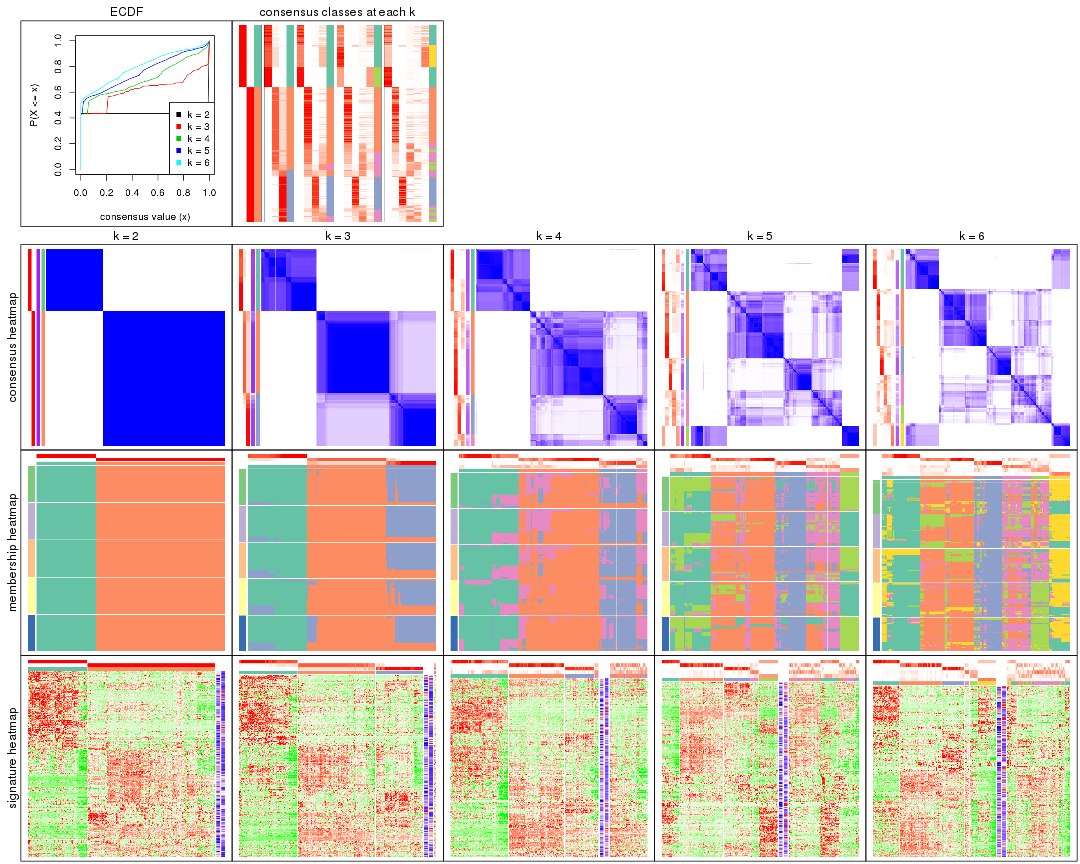 ECDF
consensus classes at each k
P(X <= x)
0.0
0.2
0.4
0.6
0.8
1.0
k = 2
k = 3
k = 4
k = 5
k = 6
0.0 0.2 0.4 0.6 0.8 1.0
consensus value (x)
k = 2
k = 3
k = 4
k = 5
k = 6
consensus heatmap
membership heatmap
signature heatmap